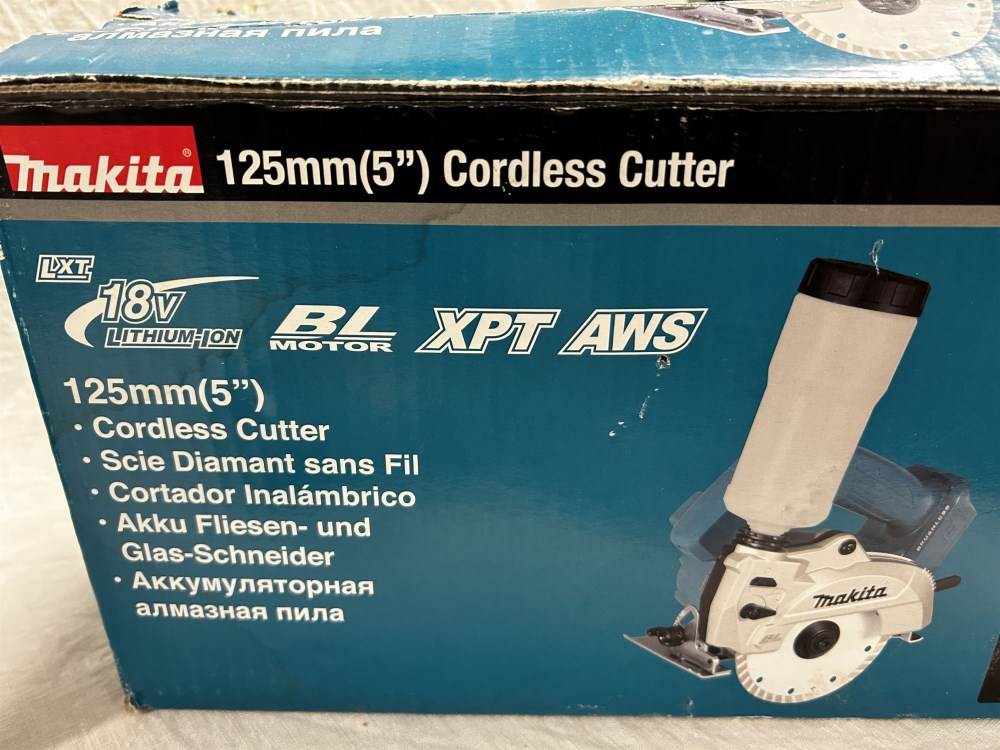 алмазная пила
makita® 125mm(5”) Cordless Cutter
LXT
18V
LITHIUM-ION
BL
MOTOR
XPT AWS
125mm(5”)
• Cordless Cutter
• Scie Diamant sans Fil
• Cortador Inalámbrico
• Akku Fliesen- und
Glas-Schneider
• Аккумуляторная
алмазная пила
BRUSHLESS
makita
BL